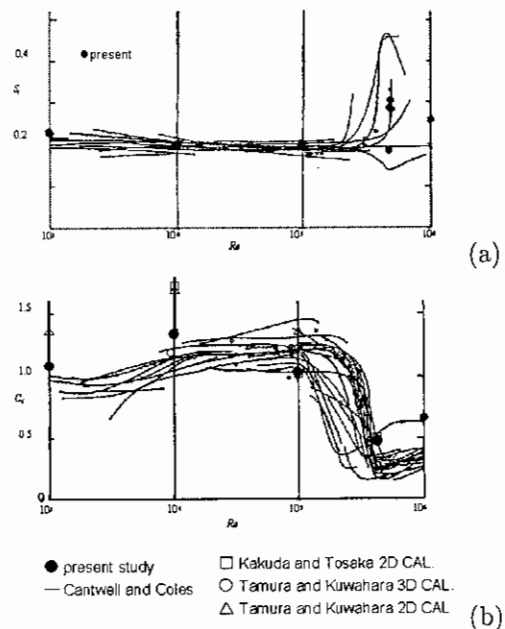 0.4
● present
S_t
0.2
10³ 10⁴ 10⁵ 10⁶
Re
(a)
1.5
1.0
C_d
0.5
0
10³ 10⁴ 10⁵ 10⁶
Re
● present study
— Cantwell and Coles
□ Kakuda and Tosaka 2D CAL.
○ Tamura and Kuwahara 3D CAL.
△ Tamura and Kuwahara 2D CAL
(b)